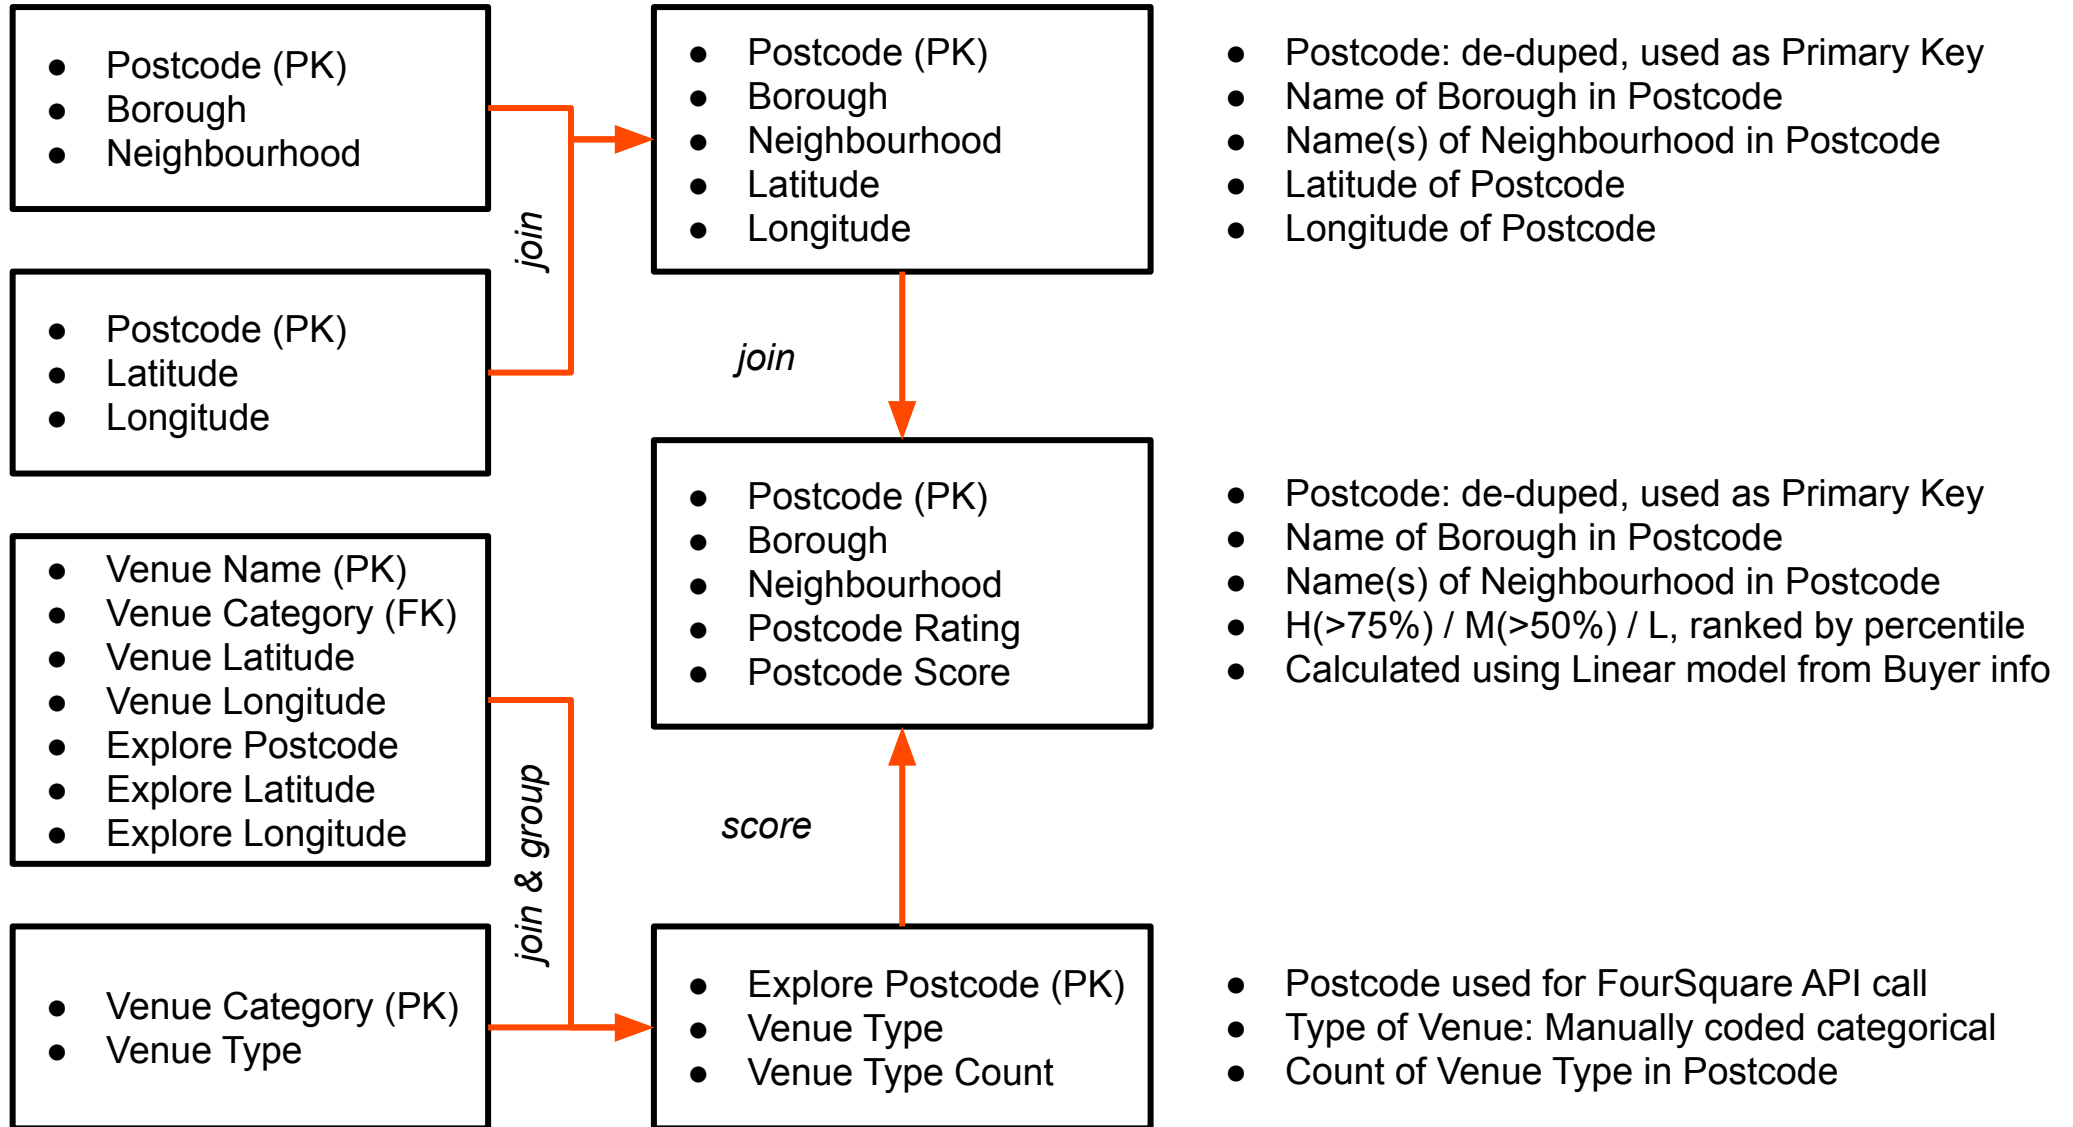 ● Postcode (PK)
● Borough
● Neighbourhood
● Postcode (PK)
● Latitude
● Longitude
join
● Postcode (PK)
● Borough
● Neighbourhood
● Latitude
● Longitude
● Postcode: de-duped, used as Primary Key
● Name of Borough in Postcode
● Name(s) of Neighbourhood in Postcode
● Latitude of Postcode
● Longitude of Postcode
join
● Venue Name (PK)
● Venue Category (FK)
● Venue Latitude
● Venue Longitude
● Explore Postcode
● Explore Latitude
● Explore Longitude
● Venue Category (PK)
● Venue Type
join & group
● Postcode (PK)
● Borough
● Neighbourhood
● Postcode Rating
● Postcode Score
● Postcode: de-duped, used as Primary Key
● Name of Borough in Postcode
● Name(s) of Neighbourhood in Postcode
● H(>75%) / M(>50%) / L, ranked by percentile
● Calculated using Linear model from Buyer info
score
● Explore Postcode (PK)
● Venue Type
● Venue Type Count
● Postcode used for FourSquare API call
● Type of Venue: Manually coded categorical
● Count of Venue Type in Postcode